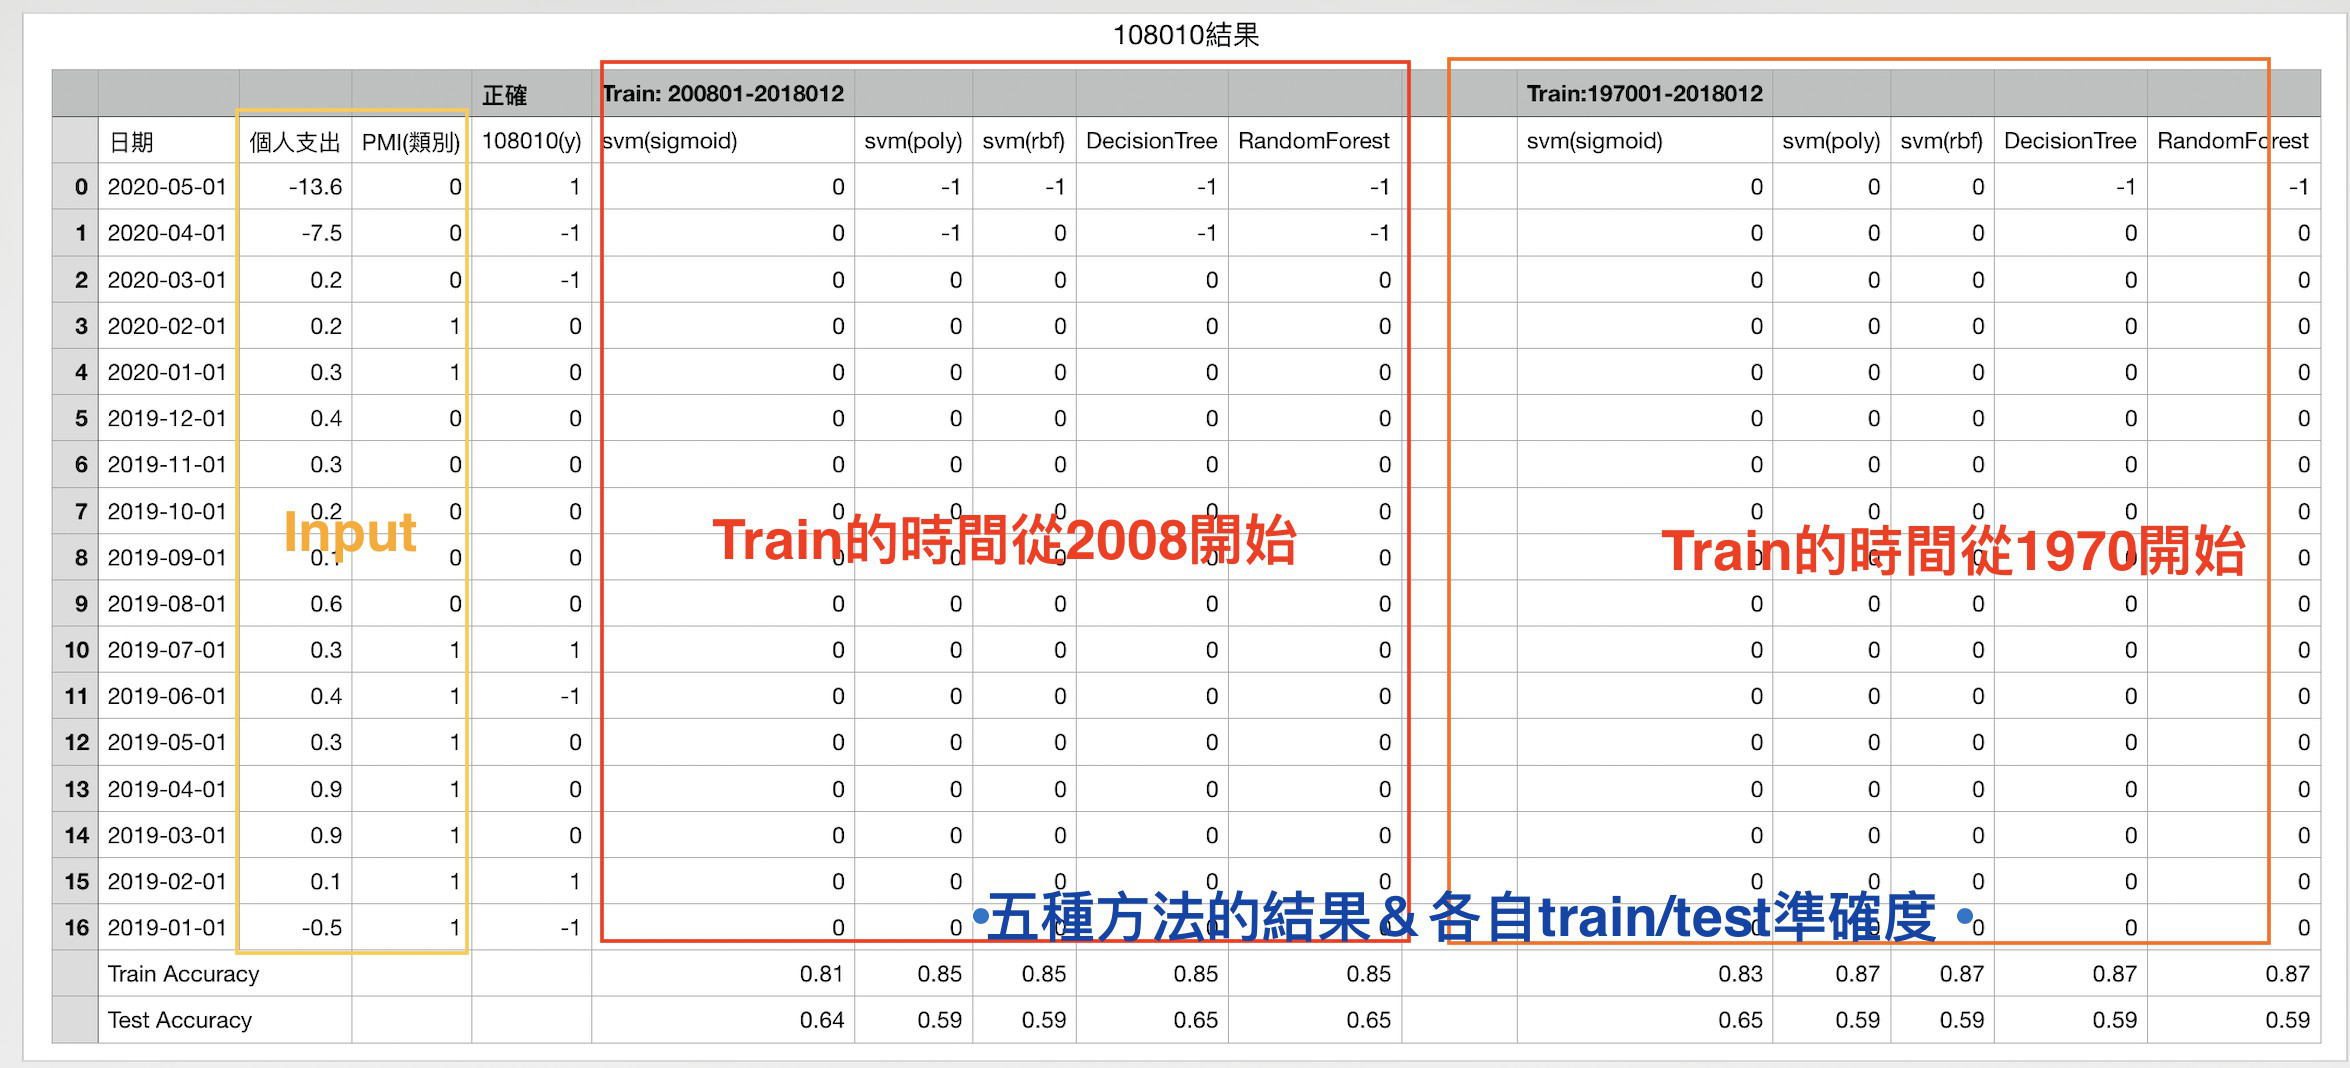 108010結果
正確 Train: 200801-2018012 Train:197001-2018012
日期 個人支出 PMI(類別) 108010(y) svm(sigmoid) svm(poly) svm(rbf) DecisionTree RandomForest svm(sigmoid) svm(poly) svm(rbf) DecisionTree RandomForest
0 2020-05-01 -13.6 0 1 0 -1 -1 -1 -1 0 0 0 -1 -1
1 2020-04-01 -7.5 0 -1 0 -1 0 -1 -1 0 0 0 0 0
2 2020-03-01 0.2 0 -1 0 0 0 0 0 0 0 0 0 0
3 2020-02-01 0.2 1 0 0 0 0 0 0 0 0 0 0 0
4 2020-01-01 0.3 1 0 0 0 0 0 0 0 0 0 0 0
5 2019-12-01 0.4 0 0 0 0 0 0 0 0 0 0 0 0
6 2019-11-01 0.3 0 0 0 0 0 0 0 0 0 0 0 0
7 2019-10-01 0.2 0 0 0 0 0 0 0 0 0 0 0 0
Input Train的時間從2008開始 Train的時間從1970開始
8 2019-09-01 0.1 0 0 0 0 0 0 0 0 0 0 0 0
9 2019-08-01 0.6 0 0 0 0 0 0 0 0 0 0 0 0
10 2019-07-01 0.3 1 1 0 0 0 0 0 0 0 0 0 0
11 2019-06-01 0.4 1 -1 0 0 0 0 0 0 0 0 0 0
12 2019-05-01 0.3 1 0 0 0 0 0 0 0 0 0 0 0
13 2019-04-01 0.9 1 0 0 0 0 0 0 0 0 0 0 0
14 2019-03-01 0.9 1 0 0 0 0 0 0 0 0 0 0 0
15 2019-02-01 0.1 1 1 0 0 0 0 0 0 0 0 0 0
•五種方法的結果＆各自train/test準確度 •
16 2019-01-01 -0.5 1 -1 0 0 0 0 0 0 0 0 0 0
Train Accuracy 0.81 0.85 0.85 0.85 0.85 0.83 0.87 0.87 0.87 0.87
Test Accuracy 0.64 0.59 0.59 0.65 0.65 0.65 0.59 0.59 0.59 0.59